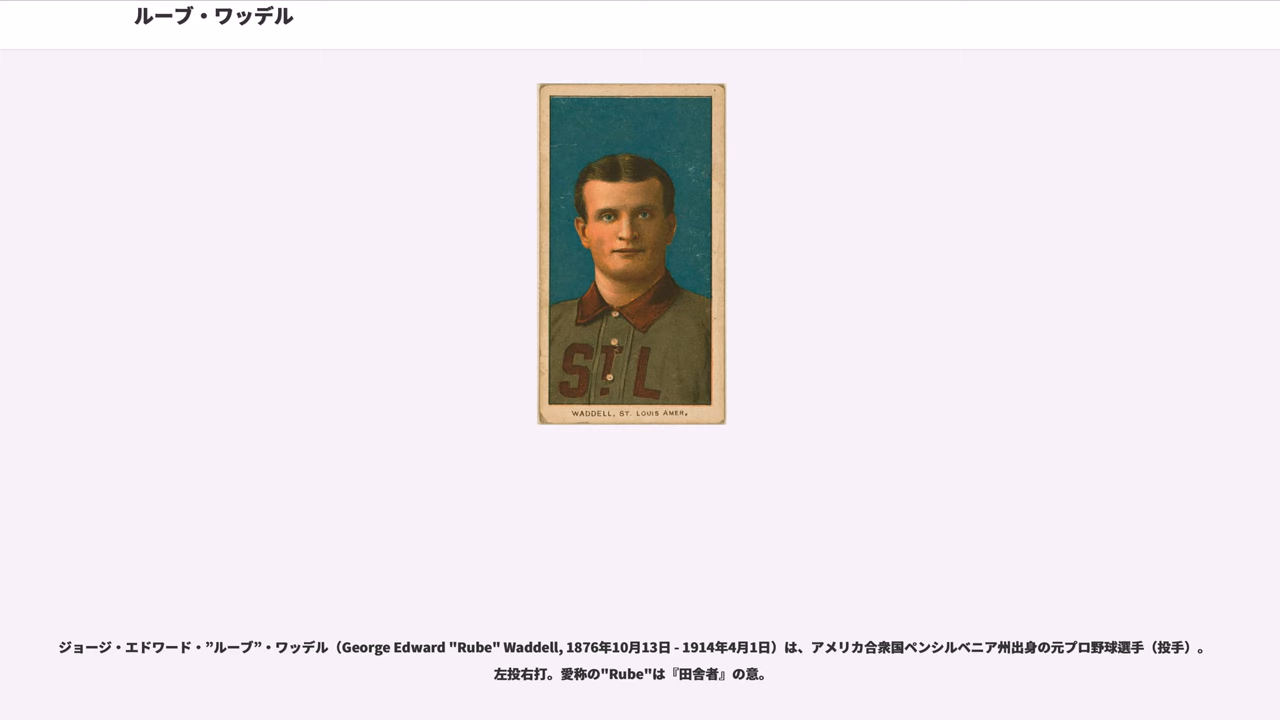 ルーブ・ワッデル
STL
WADDELL, ST. LOUIS AMER.
ジョージ・エドワード・”ルーブ”・ワッデル（George Edward "Rube" Waddell, 1876年10月13日 - 1914年4月1日）は、アメリカ合衆国ペンシルベニア州出身の元プロ野球選手（投手）。
左投右打。愛称の"Rube"は『田舎者』の意。